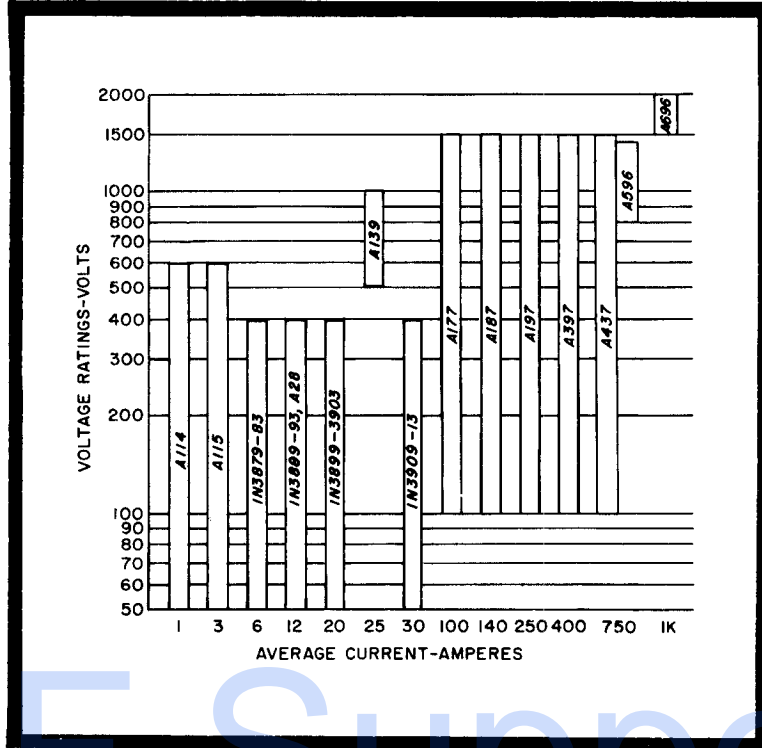 2000
1500
1000
900
800
700
600
500
400
300
200
100
90
80
70
60
50
VOLTAGE RATINGS-VOLTS
A114
A115
1N3879-83
1N3889-93, A28
1N3899-3903
A139
1N3909-13
A177
A187
A197
A397
A437
A596
A696
1 3 6 12 20 25 30 100 140 250 400 750 1K
AVERAGE CURRENT-AMPERES
E Suppo